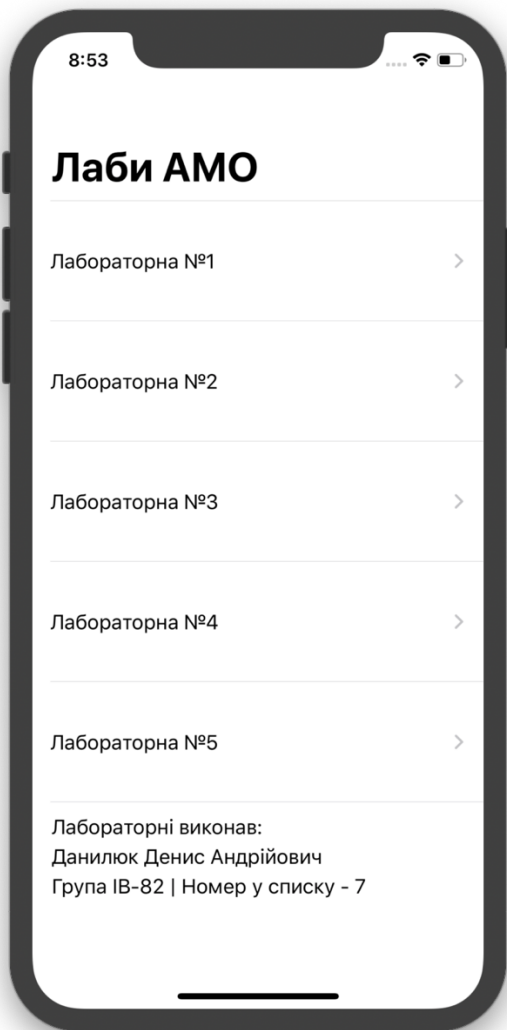 8:53
Лаби АМО
Лабораторна №1
Лабораторна №2
Лабораторна №3
Лабораторна №4
Лабораторна №5
Лабораторні виконав:
Данилюк Денис Андрійович
Група ІВ-82 | Номер у списку - 7